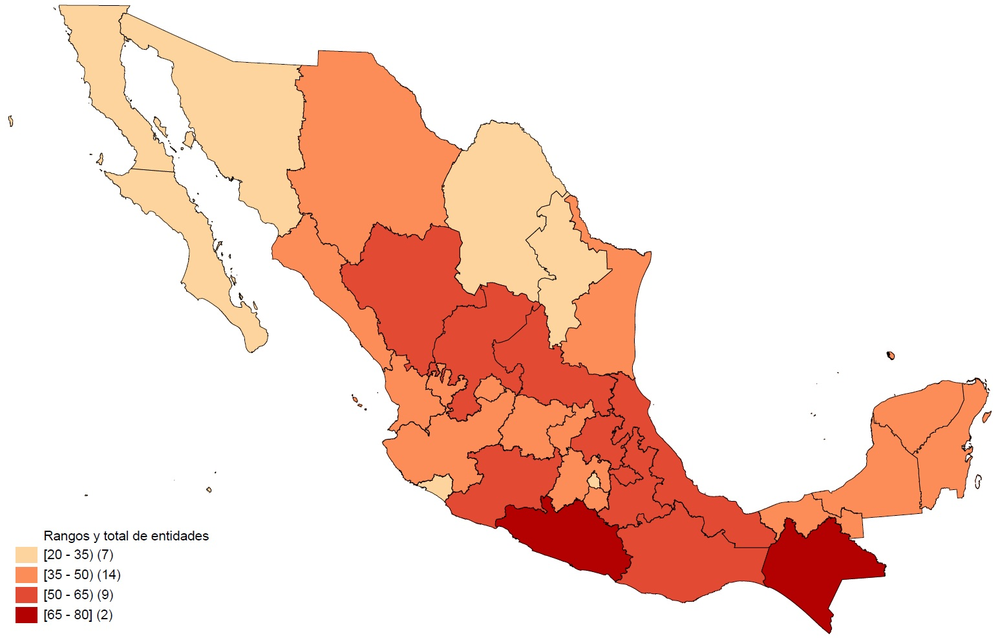 Rangos y total de entidades
[20 - 35) (7)
[35 - 50) (14)
[50 - 65) (9)
[65 - 80] (2)